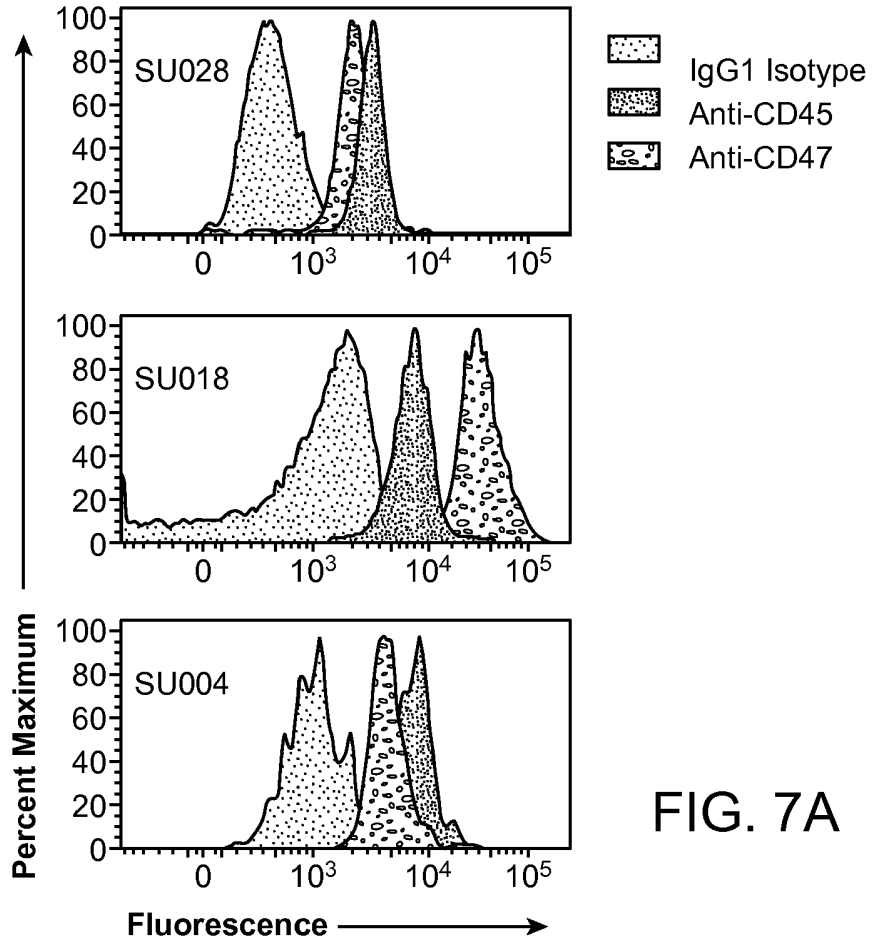 100
80
60
40
20
0
SU028
0 10³ 10⁴ 10⁵
IgG1 Isotype
Anti-CD45
Anti-CD47
100
80
60
40
20
0
SU018
0 10³ 10⁴ 10⁵
100
80
60
40
20
0
SU004
0 10³ 10⁴ 10⁵
Percent Maximum
Fluorescence
FIG. 7A